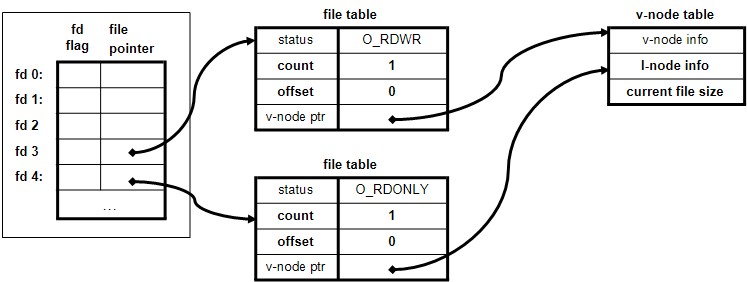 fd flag
file pointer
fd 0:
fd 1:
fd 2
fd 3
fd 4:
...
file table
status O_RDWR
count 1
offset 0
v-node ptr
file table
status O_RDONLY
count 1
offset 0
v-node ptr
v-node table
v-node info
I-node info
current file size